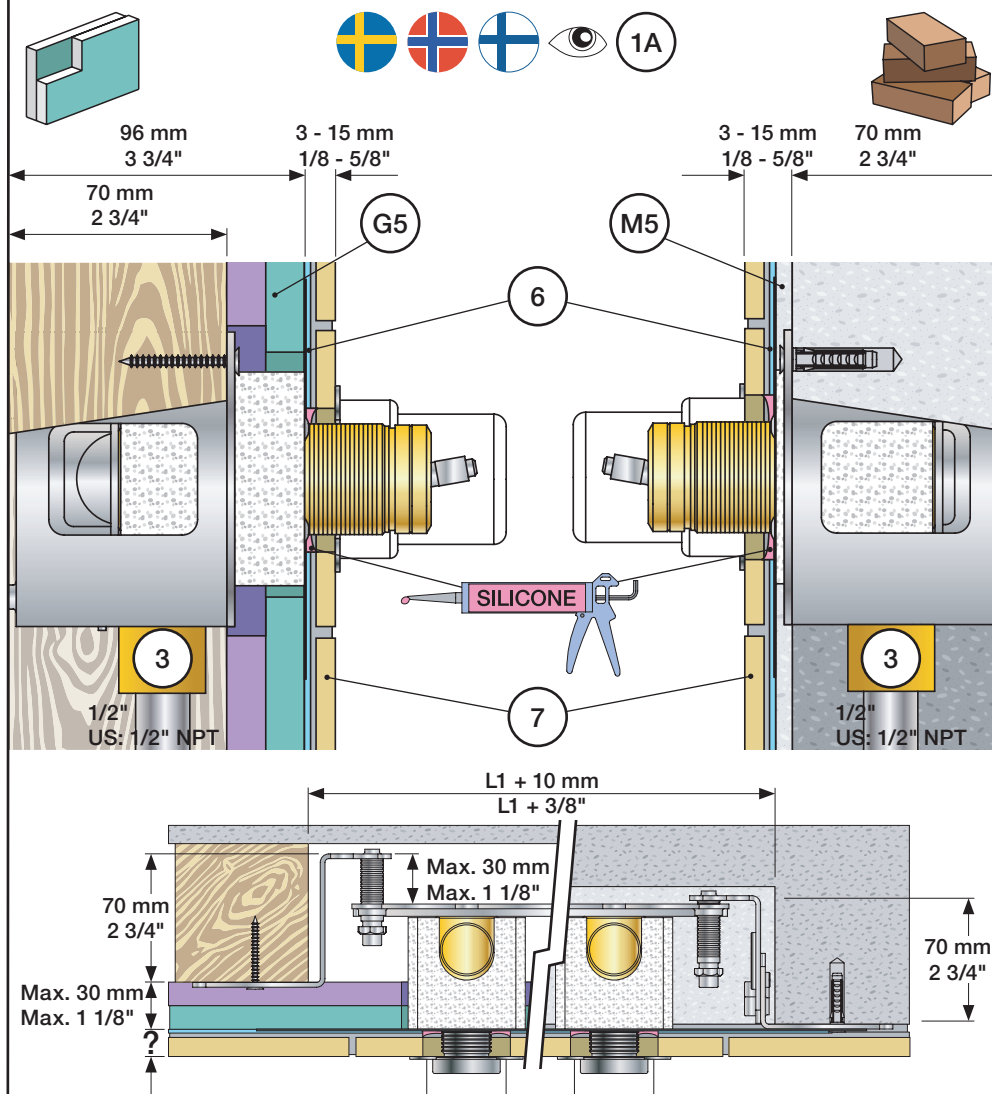 1A
96 mm
3 3/4"
3 - 15 mm
1/8 - 5/8"
3 - 15 mm
1/8 - 5/8"
70 mm
2 3/4"
70 mm
2 3/4"
G5
M5
6
SILICONE
3
3
7
1/2"
US: 1/2" NPT
1/2"
US: 1/2" NPT
L1 + 10 mm
L1 + 3/8"
Max. 30 mm
Max. 1 1/8"
70 mm
2 3/4"
70 mm
2 3/4"
Max. 30 mm
Max. 1 1/8"
?